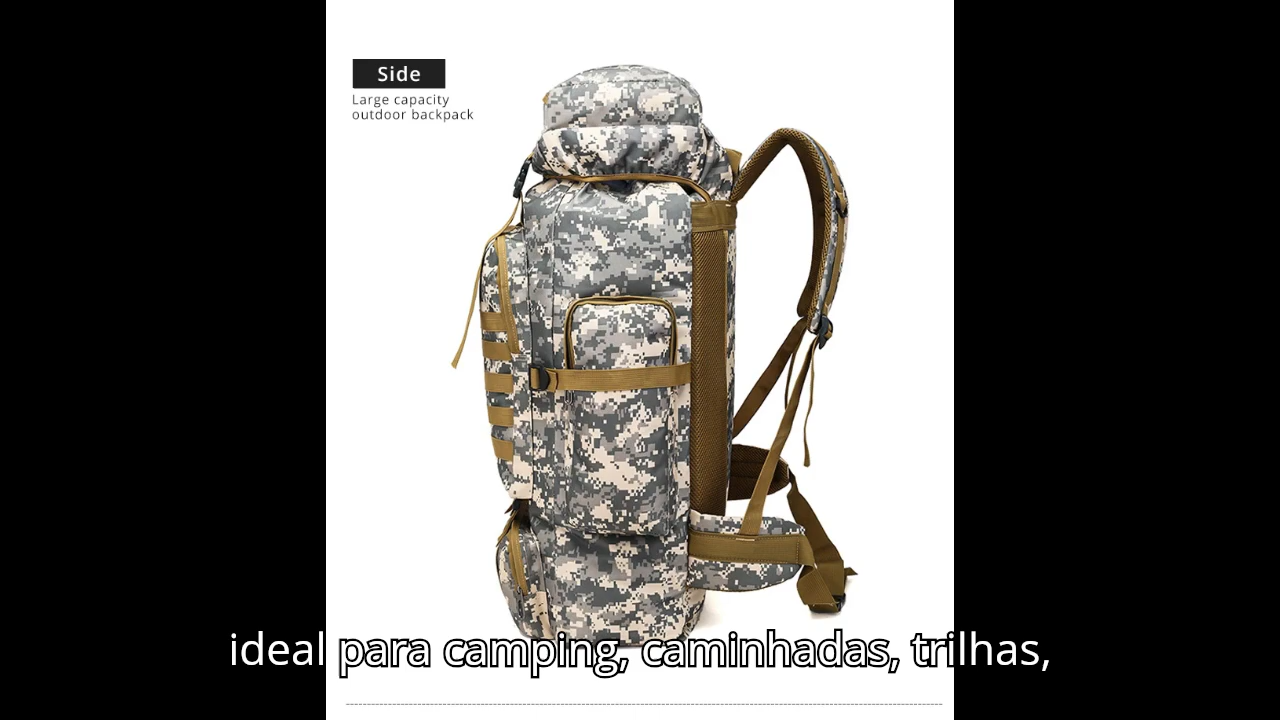 Side
Large capacity
outdoor backpack
ideal para camping, caminhadas, trilhas,